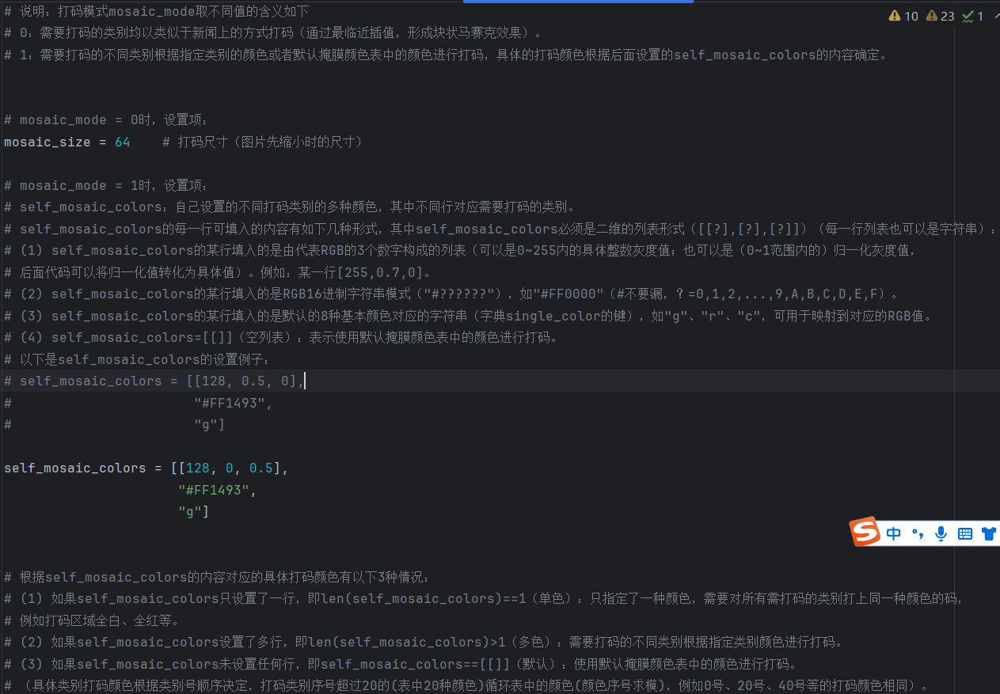 # 说明：打码模式mosaic_mode取不同值的含义如下
10 23 1
# 0：需要打码的类别均以类似于新闻上的方式打码（通过最临近插值，形成块状马赛克效果）。
# 1：需要打码的不同类别根据指定类别的颜色或者默认掩膜颜色表中的颜色进行打码，具体的打码颜色根据后面设置的self_mosaic_colors的内容确定。
# mosaic_mode = 0时，设置项：
mosaic_size = 64    # 打码尺寸（图片先缩小时的尺寸）
# mosaic_mode = 1时，设置项：
# self_mosaic_colors：自己设置的不同打码类别的多种颜色，其中不同行对应需要打码的类别。
# self_mosaic_colors的每一行可填入的内容有如下几种形式，其中self_mosaic_colors必须是二维的列表形式（[[?],[?],[?]]）（每一行列表也可以是字符串）：
# （1）self_mosaic_colors的某行填入的是由代表RGB的3个数字构成的列表（可以是0~255内的具体整数灰度值；也可以是（0~1范围内的）归一化灰度值，
# 后面代码可以将归一化值转化为具体值）。例如：某一行[255,0.7,0]。
# （2）self_mosaic_colors的某行填入的是RGB16进制字符串模式（"#??????"），如"#FF0000"（#不要漏，？=0,1,2,...,9,A,B,C,D,E,F）。
# （3）self_mosaic_colors的某行填入的是默认的8种基本颜色对应的字符串（字典single_color的键），如"g"、"r"、"c"，可用于映射到对应的RGB值。
# （4）self_mosaic_colors=[[]]（空列表）：表示使用默认掩膜颜色表中的颜色进行打码。
# 以下是self_mosaic_colors的设置例子：
# self_mosaic_colors = [[128, 0.5, 0],
#                       "#FF1493",
#                       "g"]
self_mosaic_colors = [[128, 0, 0.5],
                      "#FF1493",
                      "g"]
中
# 根据self_mosaic_colors的内容对应的具体打码颜色有以下3种情况：
# （1）如果self_mosaic_colors只设置了一行，即len(self_mosaic_colors)==1（单色）：只指定了一种颜色，需要对所有需打码的类别打上同一种颜色的码，
# 例如打码区域全白、全红等。
# （2）如果self_mosaic_colors设置了多行，即len(self_mosaic_colors)>1（多色）：需要打码的不同类别根据指定类别颜色进行打码。
# （3）如果self_mosaic_colors未设置任何行，即self_mosaic_colors==[[]]（默认）：使用默认掩膜颜色表中的颜色进行打码。
# （具体类别打码颜色根据类别号顺序决定，打码类别序号超过20的(表中20种颜色)循环表中的颜色(颜色序号求模)，例如0号、20号、40号等的打码颜色相同）。